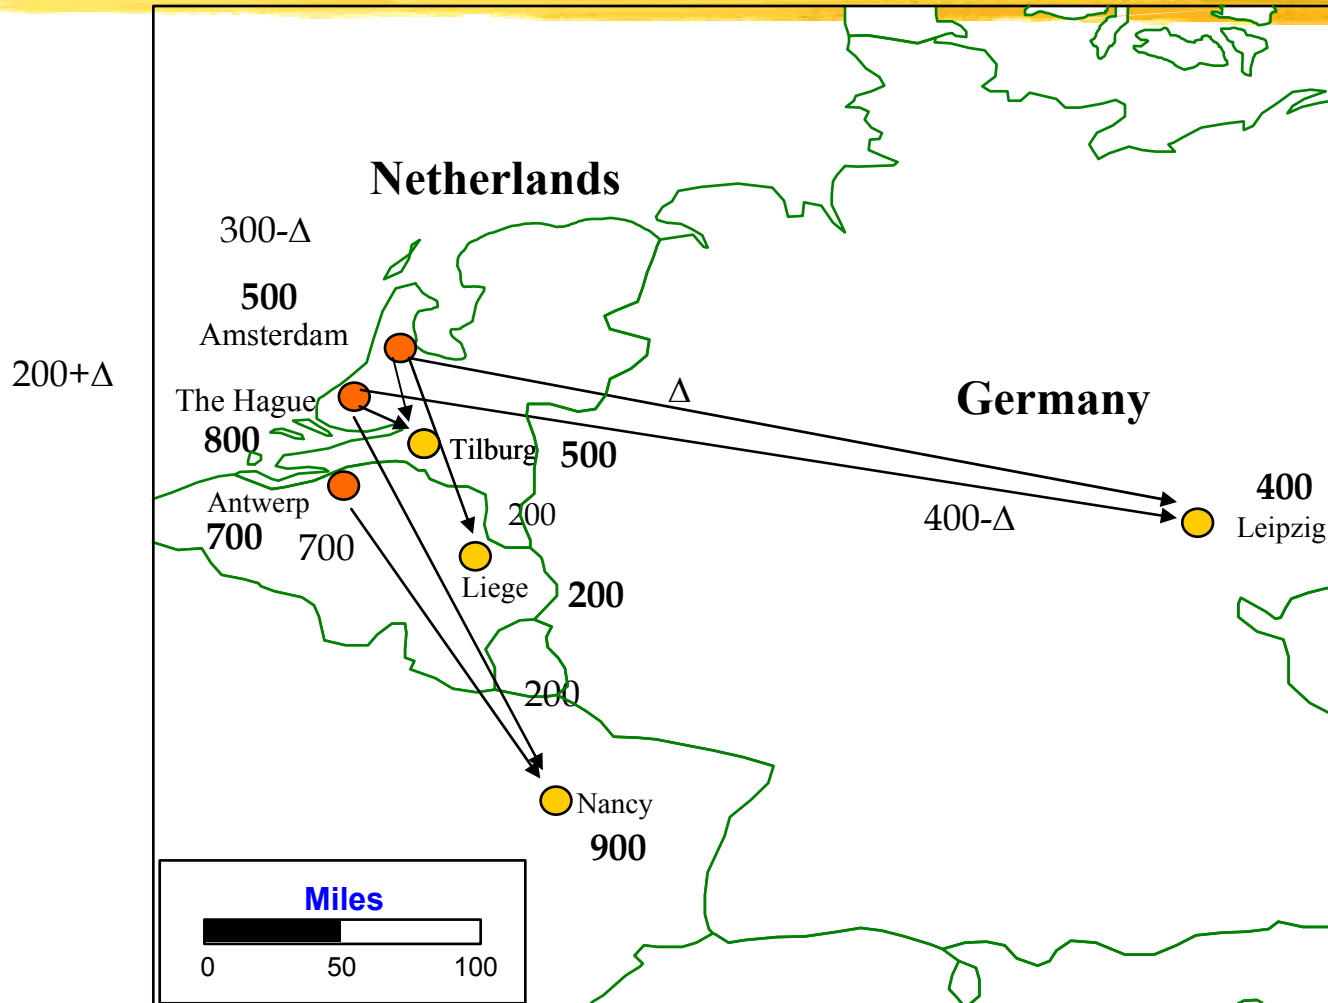 Netherlands
300-Δ
500
Amsterdam
200+Δ
Δ
Germany
The Hague
800
Tilburg
500
400
Antwerp
200
400-Δ
Leipzig
700
700
Liege
200
200
Nancy
900
Miles
0
50
100